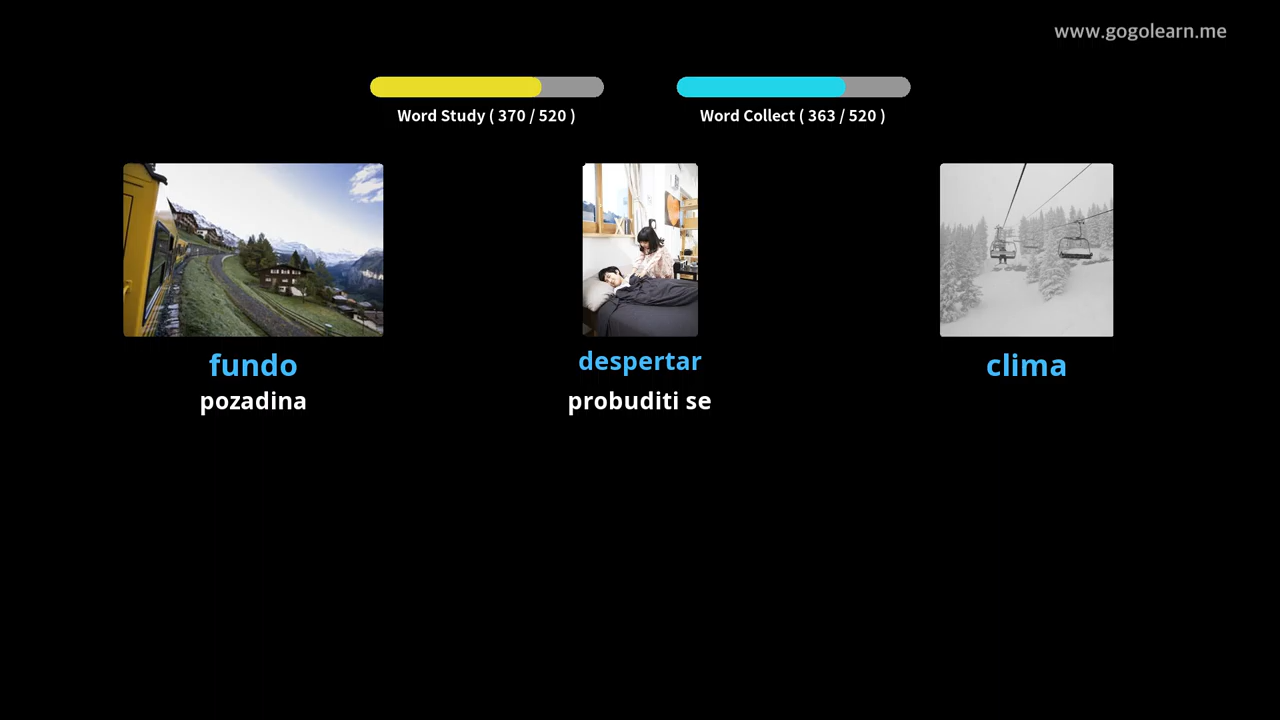 www.gogolearn.me
Word Study ( 370 / 520 )
Word Collect ( 363 / 520 )
fundo
pozadina
despertar
probuditi se
clima